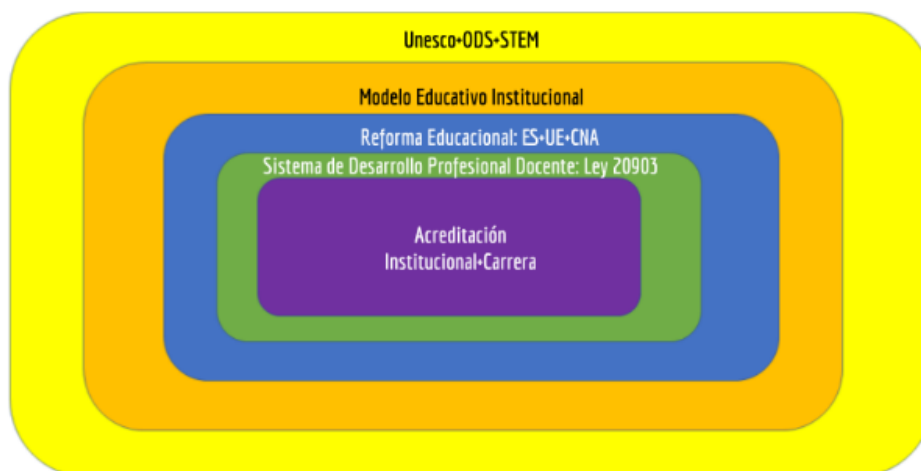 Unesco+ODS+STEM
Modelo Educativo Institucional
Reforma Educacional: ES+UE+CNA
Sistema de Desarrollo Profesional Docente: Ley 20903
Acreditación
Institucional+Carrera